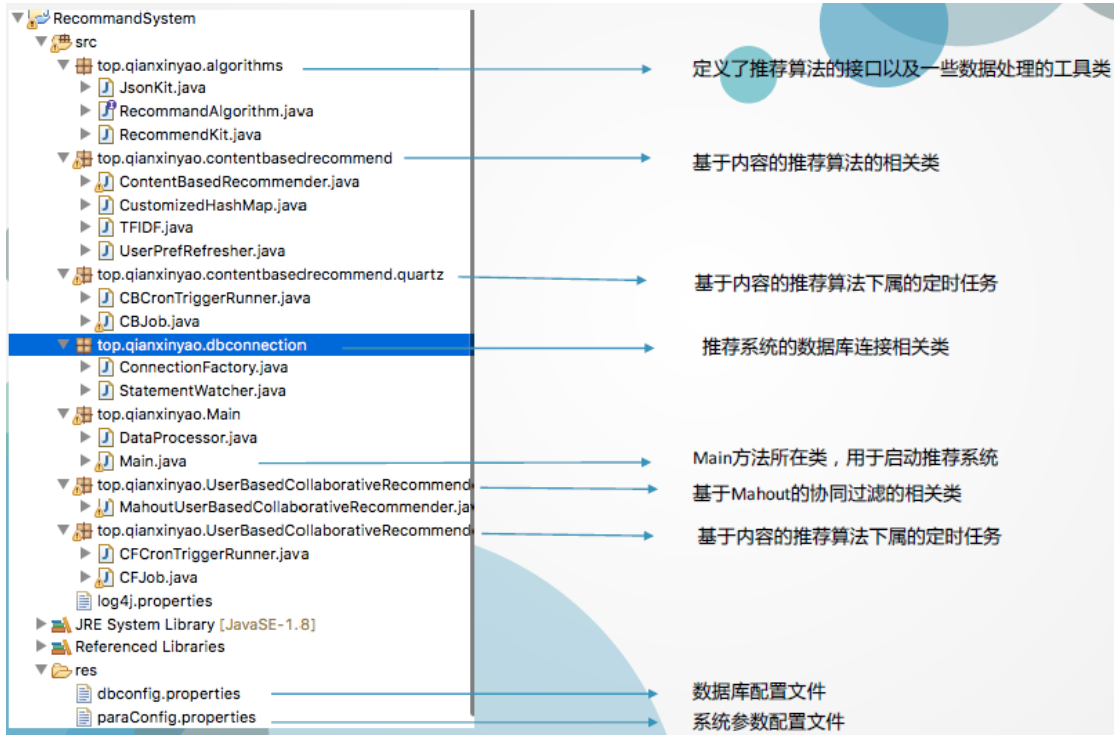 RecommandSystem
src
top.qianxinyao.algorithms
定义了推荐算法的接口以及一些数据处理的工具类
JsonKit.java
RecommandAlgorithm.java
RecommendKit.java
top.qianxinyao.contentbasedrecommend
基于内容的推荐算法的相关类
ContentBasedRecommender.java
CustomizedHashMap.java
TFIDF.java
UserPrefRefresher.java
top.qianxinyao.contentbasedrecommend.quartz
基于内容的推荐算法下属的定时任务
CBCronTriggerRunner.java
CBJob.java
top.qianxinyao.dbconnection
推荐系统的数据库连接相关类
ConnectionFactory.java
StatementWatcher.java
top.qianxinyao.Main
DataProcessor.java
Main.java
Main方法所在类，用于启动推荐系统
top.qianxinyao.UserBasedCollaborativeRecommend
基于Mahout的协同过滤的相关类
MahoutUserBasedCollaborativeRecommender.ja
top.qianxinyao.UserBasedCollaborativeRecommend
基于内容的推荐算法下属的定时任务
CFCronTriggerRunner.java
CFJob.java
log4j.properties
JRE System Library [JavaSE-1.8]
Referenced Libraries
res
dbconfig.properties
数据库配置文件
paraConfig.properties
系统参数配置文件